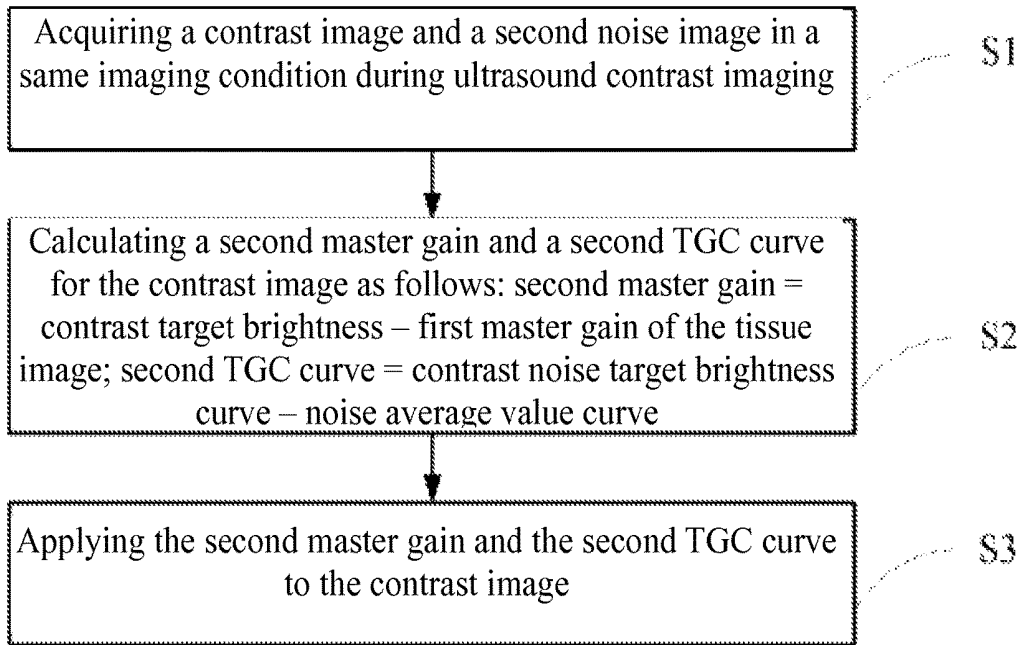 Acquiring a contrast image and a second noise image in a
same imaging condition during ultrasound contrast imaging
S1
Calculating a second master gain and a second TGC curve
for the contrast image as follows: second master gain =
contrast target brightness – first master gain of the tissue
image; second TGC curve = contrast noise target brightness
curve – noise average value curve
S2
Applying the second master gain and the second TGC curve
to the contrast image
S3